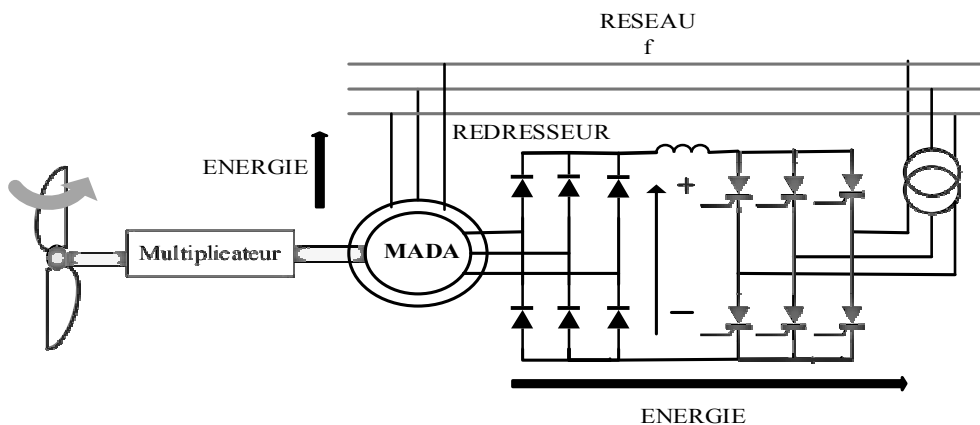 RESEAU
f
REDRESSEUR
ENERGIE
+
Multiplicateur
MADA
−
ENERGIE